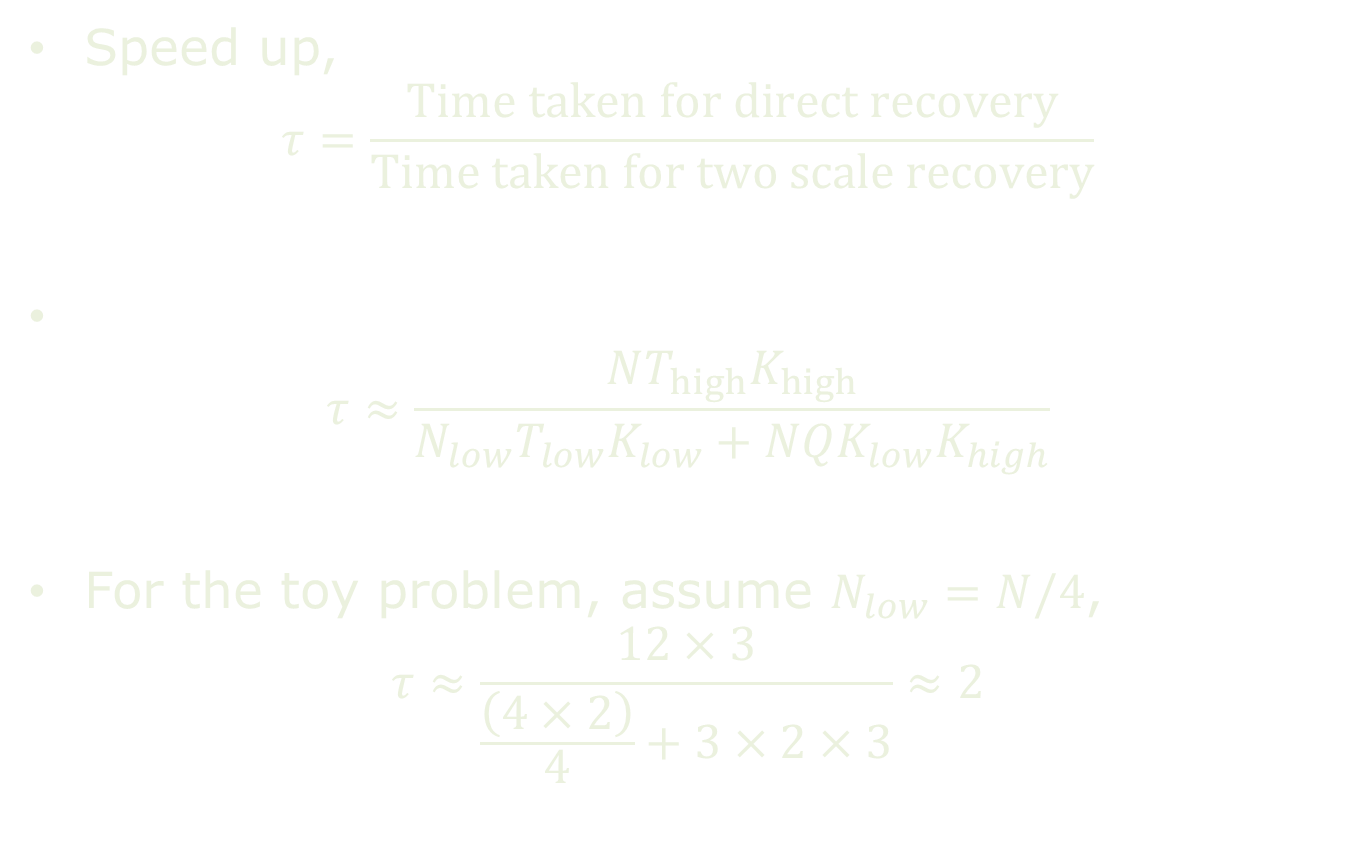 • Speed up,
τ = Time taken for direct recovery / Time taken for two scale recovery
•
τ ≈ NT_high K_high / N_low T_low K_low + NQK_low K_high
• For the toy problem, assume N_low = N/4,
τ ≈ 12 × 3 / (4 × 2)/4 + 3 × 2 × 3 ≈ 2